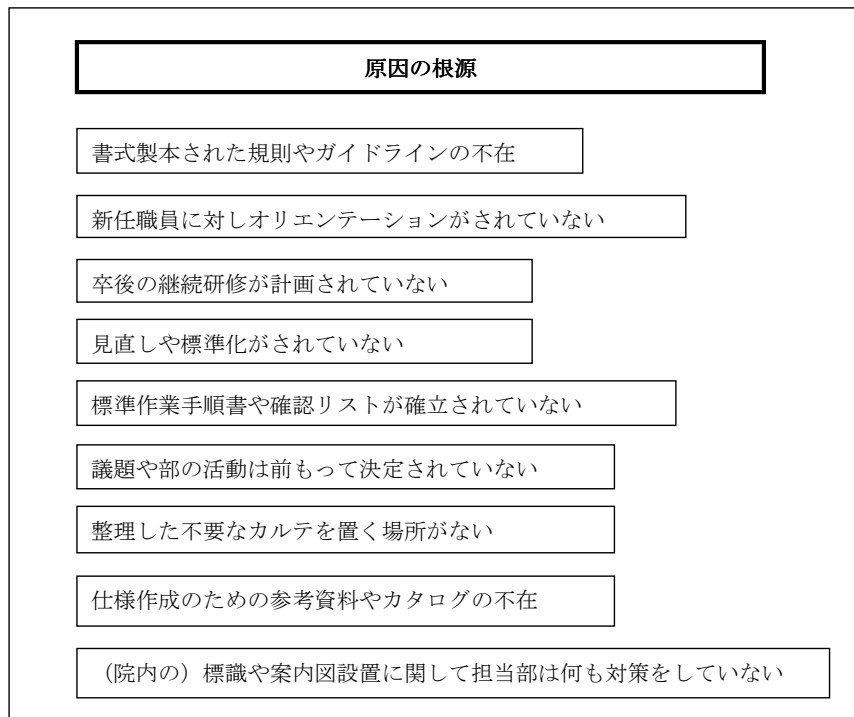 原因の根源
書式製本された規則やガイドラインの不在
新任職員に対しオリエンテーションがされていない
卒後の継続研修が計画されていない
見直しや標準化がされていない
標準作業手順書や確認リストが確立されていない
議題や部の活動は前もって決定されていない
整理した不要なカルテを置く場所がない
仕様作成のための参考資料やカタログの不在
（院内の）標識や案内図設置に関して担当部は何も対策をしていない